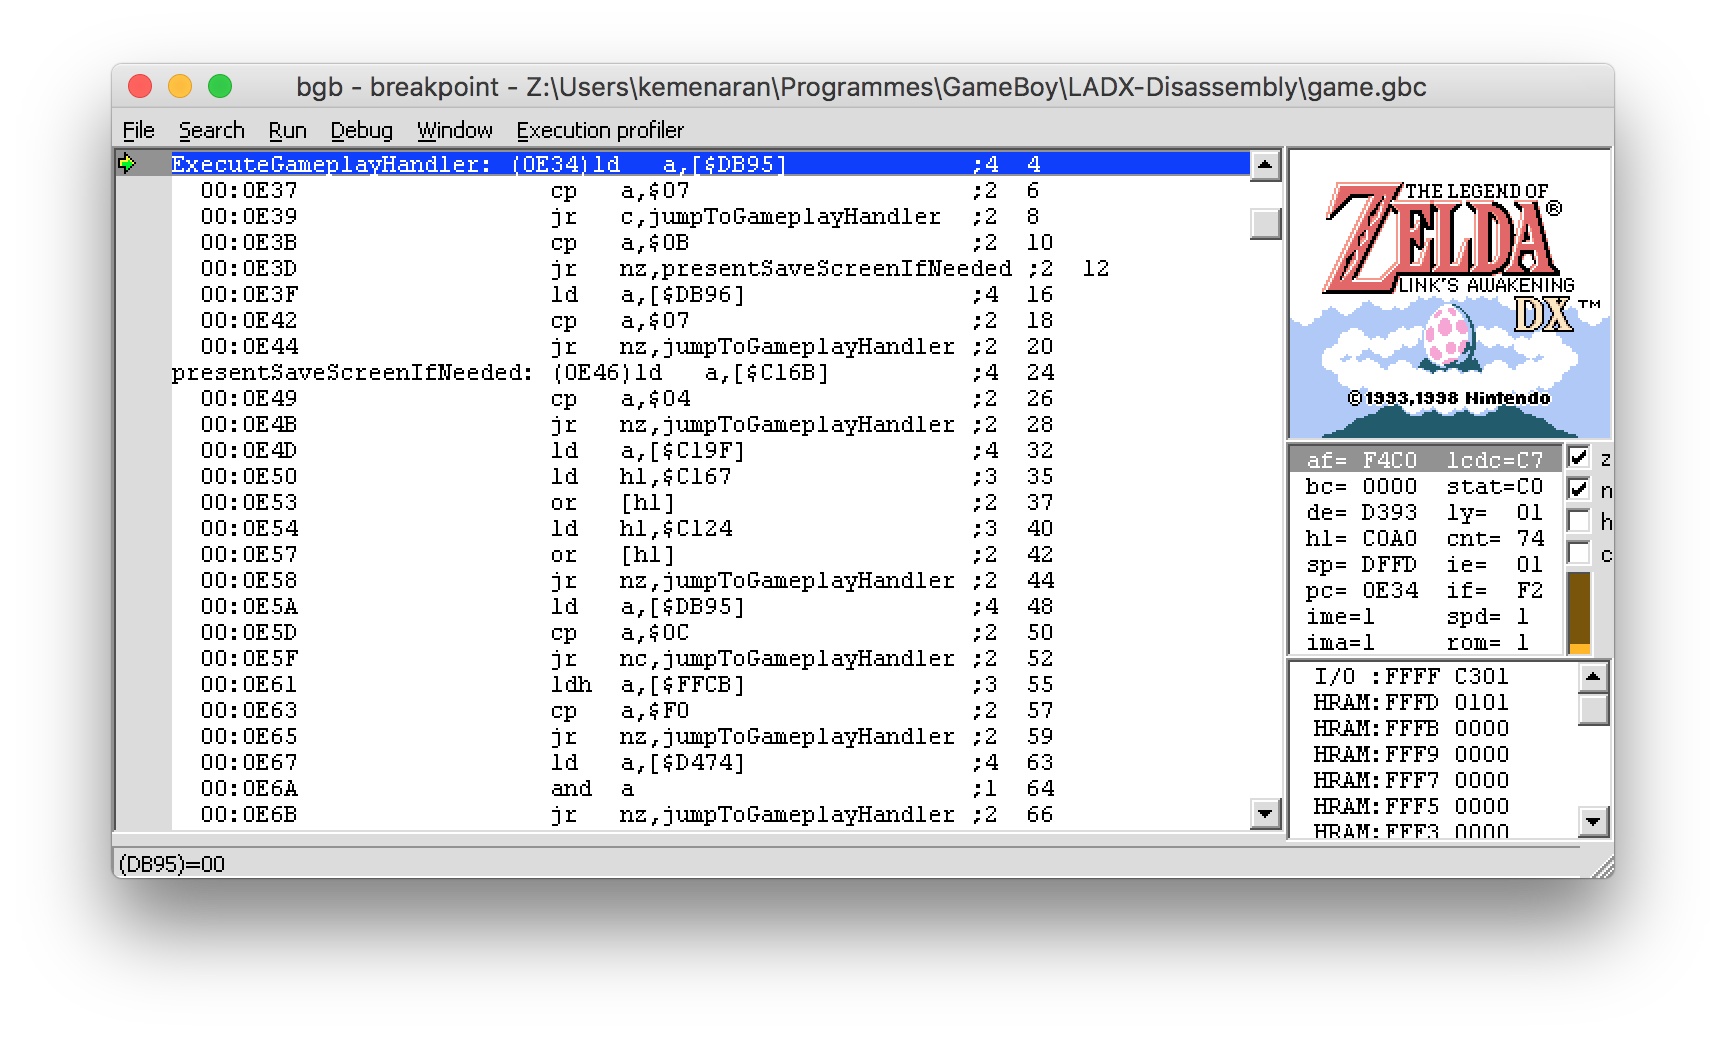 bgb - breakpoint - Z:\Users\kemenaran\Programmes\GameBoy\LADX-Disassembly\game.gbc
File Search Run Debug Window Execution profiler
ExecuteGameplayHandler: (0E34)ld a,[$DB95] ;4 4
00:0E37 cp a,$07 ;2 6
00:0E39 jr c,jumpToGameplayHandler ;2 8
00:0E3B cp a,$0B ;2 10
00:0E3D jr nz,presentSaveScreenIfNeeded ;2 12
00:0E3F ld a,[$DB96] ;4 16
00:0E42 cp a,$07 ;2 18
00:0E44 jr nz,jumpToGameplayHandler ;2 20
presentSaveScreenIfNeeded: (0E46)ld a,[$C16B] ;4 24
00:0E49 cp a,$04 ;2 26
00:0E4B jr nz,jumpToGameplayHandler ;2 28
00:0E4D ld a,[$C19F] ;4 32
00:0E50 ld hl,$C167 ;3 35
00:0E53 or [hl] ;2 37
00:0E54 ld hl,$C124 ;3 40
00:0E57 or [hl] ;2 42
00:0E58 jr nz,jumpToGameplayHandler ;2 44
00:0E5A ld a,[$DB95] ;4 48
00:0E5D cp a,$0C ;2 50
00:0E5F jr nc,jumpToGameplayHandler ;2 52
00:0E61 ldh a,[$FFCB] ;3 55
00:0E63 cp a,$F0 ;2 57
00:0E65 jr nz,jumpToGameplayHandler ;2 59
00:0E67 ld a,[$D474] ;4 63
00:0E6A and a ;1 64
00:0E6B jr nz,jumpToGameplayHandler ;2 66
THE LEGEND OF
ZELDA®
LINK'S AWAKENING
DX™
©1993,1998 Nintendo
af= F4C0 lcdc=C7 z
bc= 0000 stat=C0 n
de= D393 ly= 01 h
hl= C0A0 cnt= 74 c
sp= DFFD ie= 01
pc= 0E34 if= F2
ime=1 spd= 1
ima=1 rom= 1
I/O :FFFF C301
HRAM:FFFD 0101
HRAM:FFFB 0000
HRAM:FFF9 0000
HRAM:FFF7 0000
HRAM:FFF5 0000
HRAM:FFF3 0000
(DB95)=00